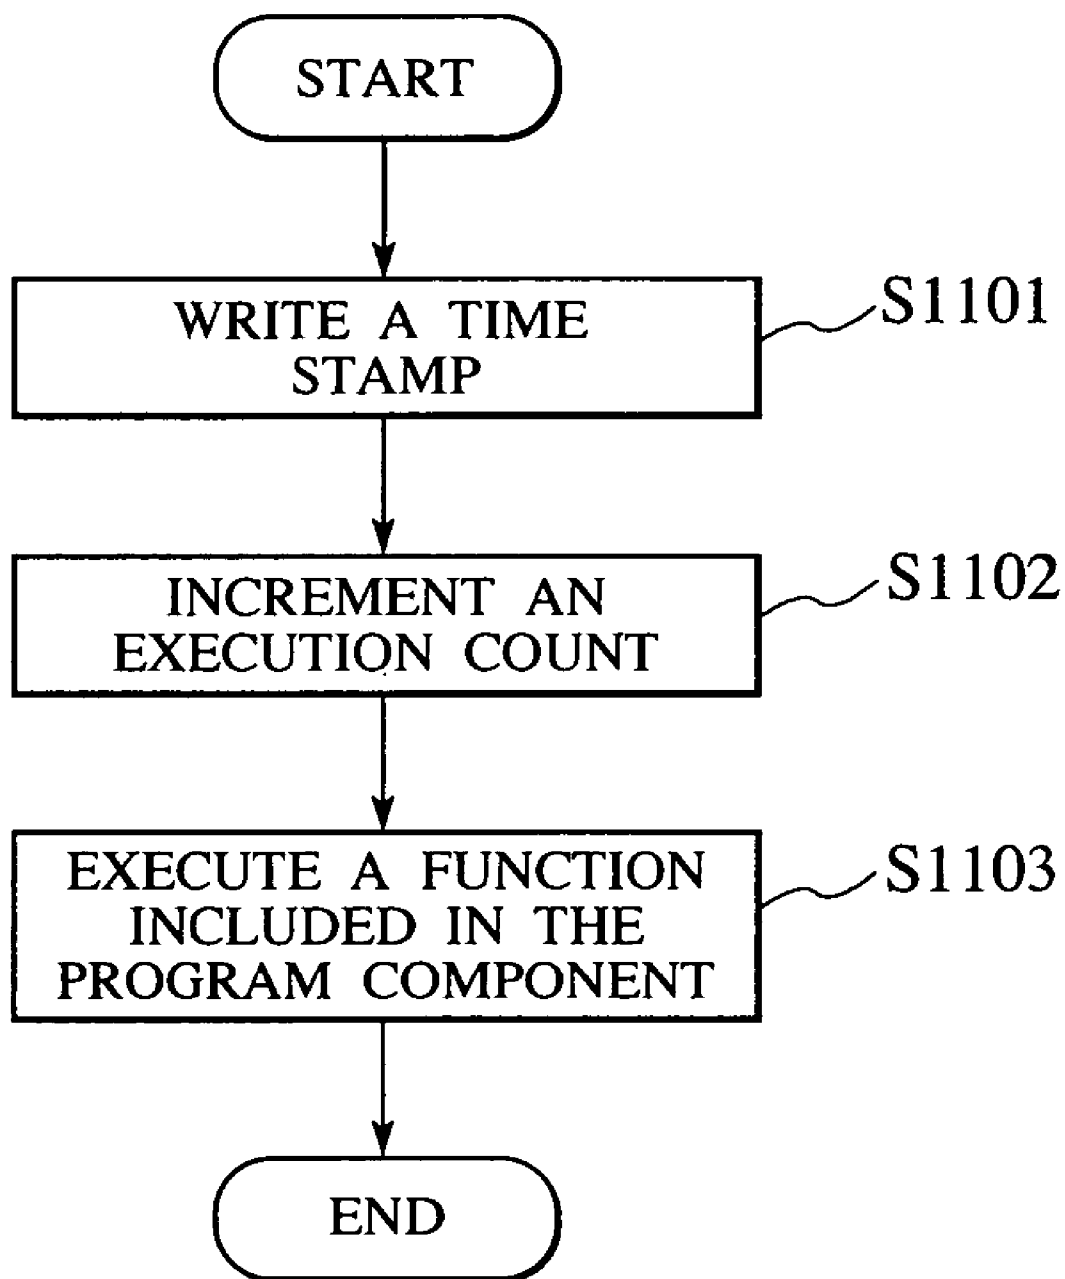 START
WRITE A TIME
STAMP
S1101
INCREMENT AN
EXECUTION COUNT
S1102
EXECUTE A FUNCTION
INCLUDED IN THE
PROGRAM COMPONENT
S1103
END